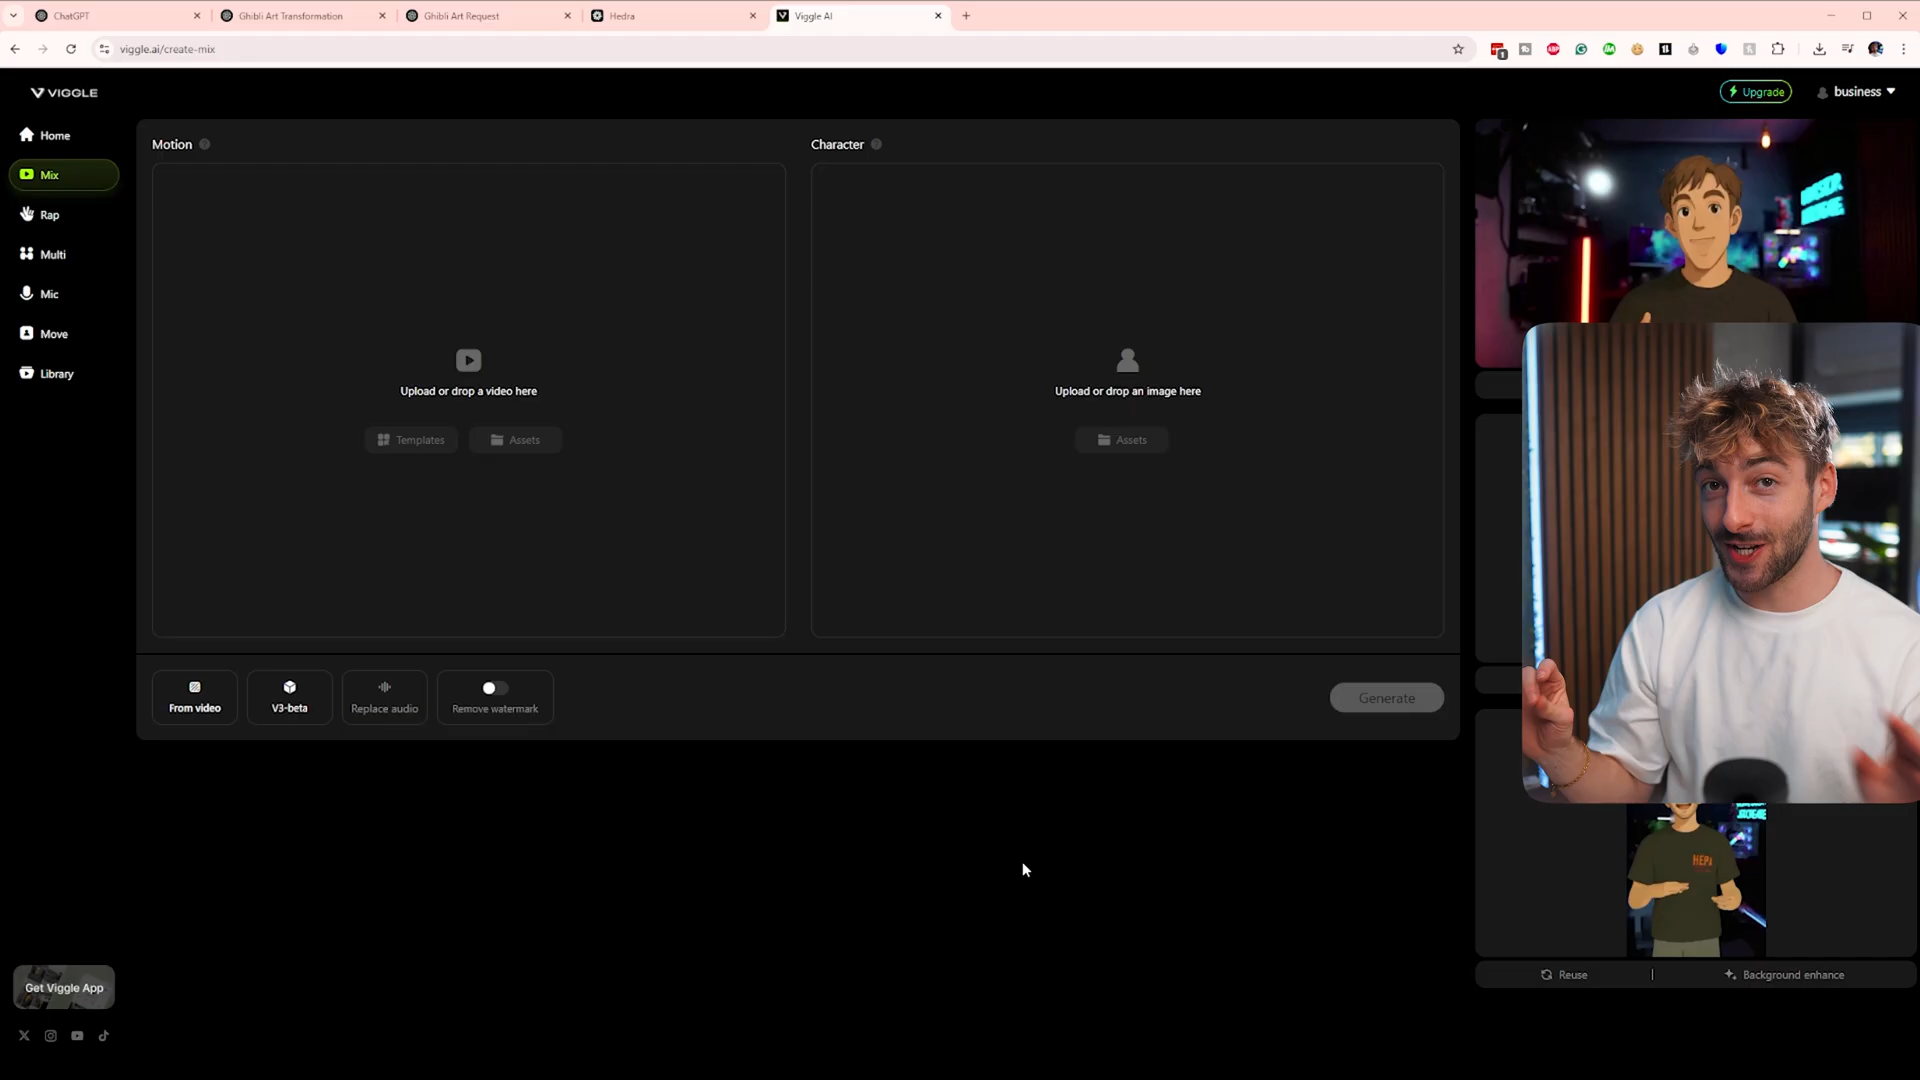 ChatGPT
Ghibli Art Transformation
Ghibli Art Request
Hedra
Viggle AI
viggle.ai/create-mix
VIGGLE
Upgrade
business
Home
Mix
Rap
Multi
Mic
Move
Library
Motion
Upload or drop a video here
Templates
Assets
Character
Upload or drop an image here
Assets
From video
V3-beta
Replace audio
Remove watermark
Generate
Reuse
Background enhance
Get Viggle App